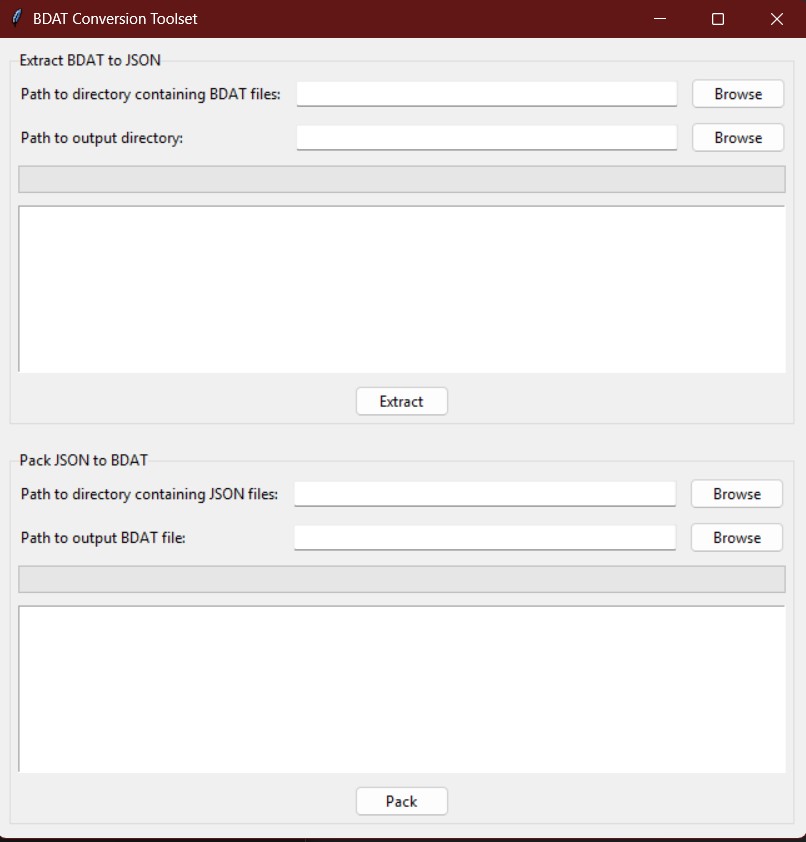 BDAT Conversion Toolset
Extract BDAT to JSON
Path to directory containing BDAT files: Browse
Path to output directory: Browse
Extract
Pack JSON to BDAT
Path to directory containing JSON files: Browse
Path to output BDAT file: Browse
Pack